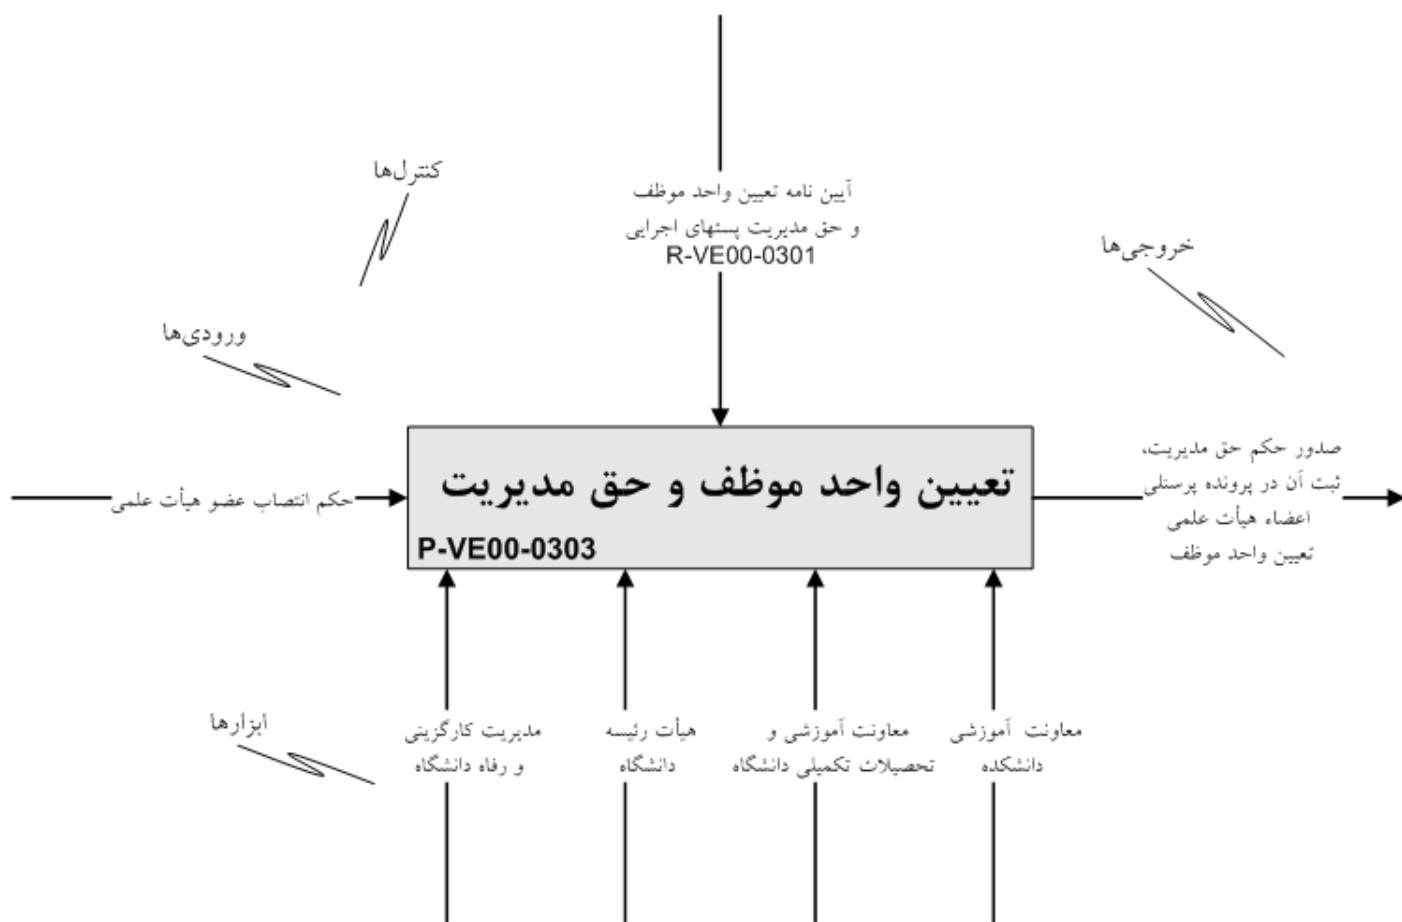 کنترل‌ها
آیین نامه تعیین واحد موظف
و حق مدیریت پستهای اجرایی
R-VE00-0301
خروجی‌ها
ورودی‌ها
حکم انتصاب عضو هیأت علمی
تعیین واحد موظف و حق مدیریت
P-VE00-0303
صدور حکم حق مدیریت،
ثبت آن در پرونده پرسنلی
اعضاء هیأت علمی
تعیین واحد موظف
ابزارها
معاونت آموزشی
دانشکده
معاونت آموزشی و
تحصیلات تکمیلی دانشگاه
هیأت رئیسه
دانشگاه
مدیریت کارگزینی
و رفاه دانشگاه